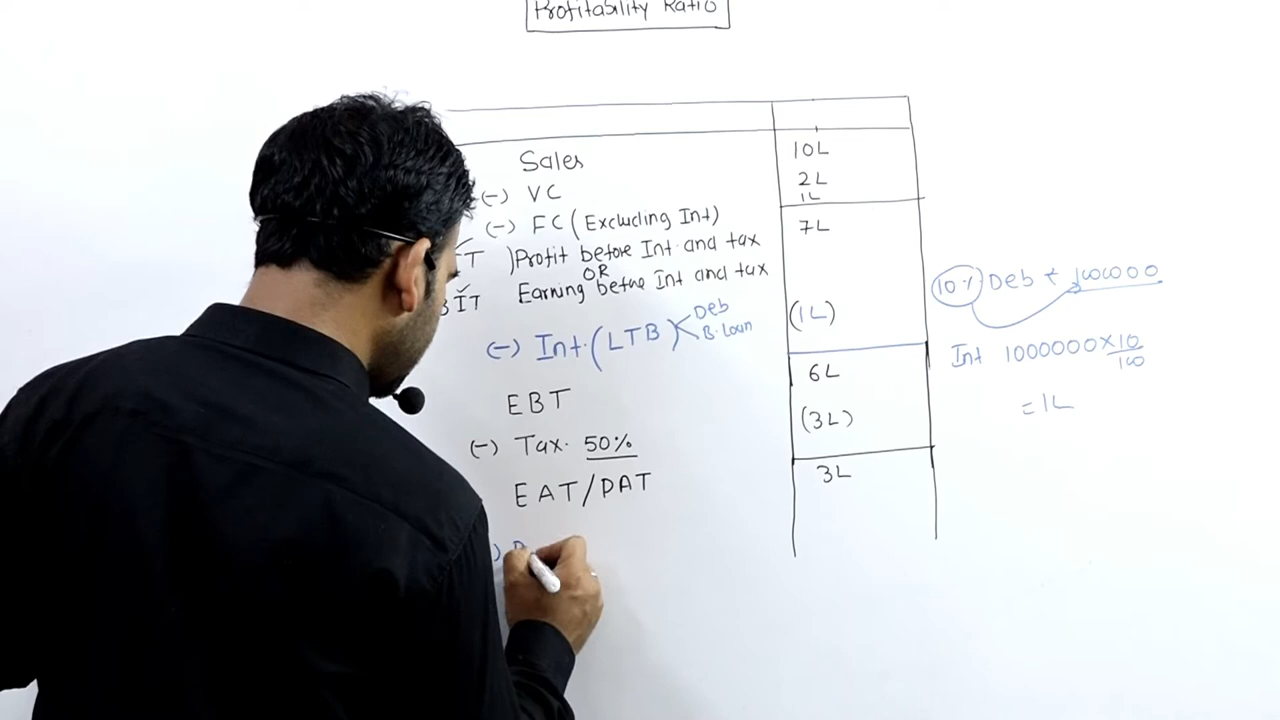 Profitability Ratio
Sales 10L
(-) VC 2L
(-) FC (Excluding Int) 1L
7L
)Profit before Int. and tax
OR
IT Earning before Int and tax
(-) Int. (LTB) Deb (1L)
B. Loan
EBT 6L
(-) Tax. 50% (3L)
EAT/PAT 3L
10% Deb ₹ 1000000
Int 1000000 × 10
100
= 1L